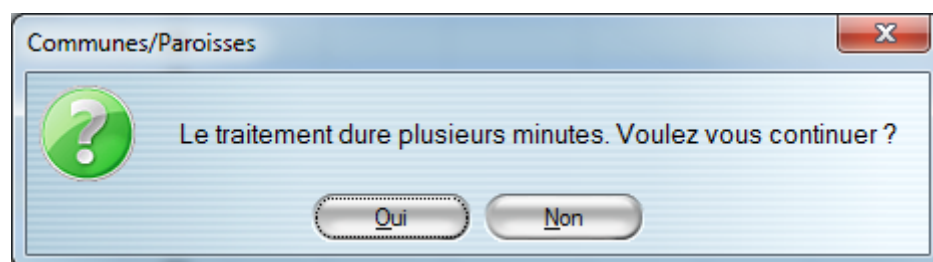 Communes/Paroisses
Le traitement dure plusieurs minutes. Voulez vous continuer ?
Oui
Non